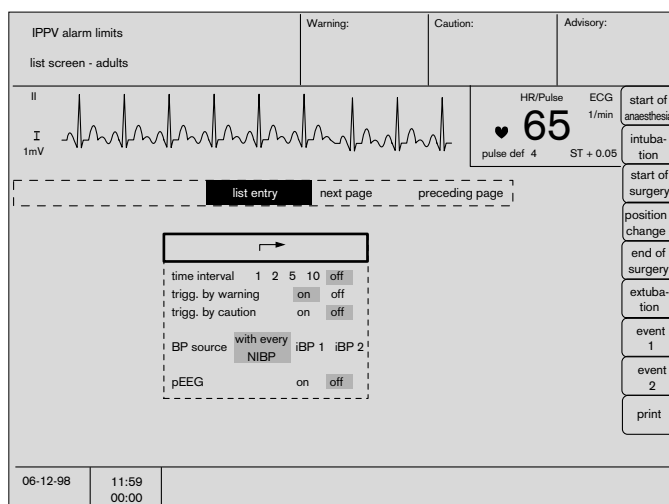 IPPV alarm limits
list screen - adults
Warning:
Caution:
Advisory:
II
I
1mV
HR/Pulse
ECG
1/min
65
pulse def 4
ST + 0.05
start of
anaesthesia
intuba-
tion
start of
surgery
position
change
end of
surgery
extuba-
tion
event
1
event
2
print
list entry next page preceding page
time interval 1 2 5 10 off
trigg. by warning on off
trigg. by caution on off
BP source with every NIBP iBP 1 iBP 2
pEEG on off
06-12-98
11:59
00:00